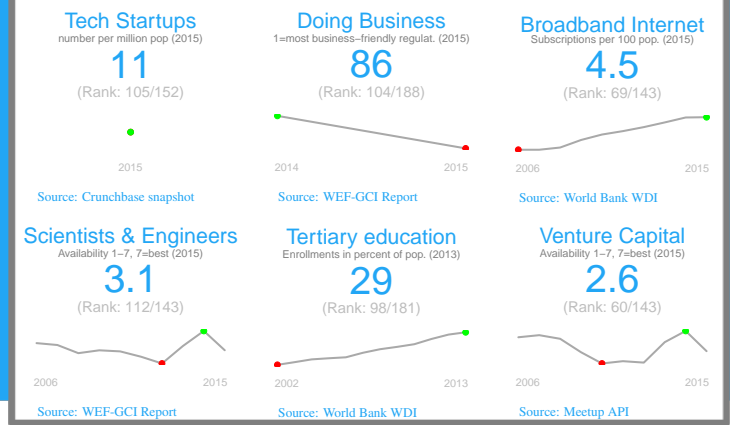 Tech Startups
number per million pop (2015)
11
(Rank: 105/152)
2015
Source: Crunchbase snapshot
Doing Business
1=most business−friendly regulat. (2015)
86
(Rank: 104/188)
2014 2015
Source: WEF-GCI Report
Broadband Internet
Subscriptions per 100 pop. (2015)
4.5
(Rank: 69/143)
2006 2015
Source: World Bank WDI
Scientists & Engineers
Availability 1−7, 7=best (2015)
3.1
(Rank: 112/143)
2006 2015
Source: WEF-GCI Report
Tertiary education
Enrollments in percent of pop. (2013)
29
(Rank: 98/181)
2002 2013
Source: World Bank WDI
Venture Capital
Availability 1−7, 7=best (2015)
2.6
(Rank: 60/143)
2006 2015
Source: Meetup API